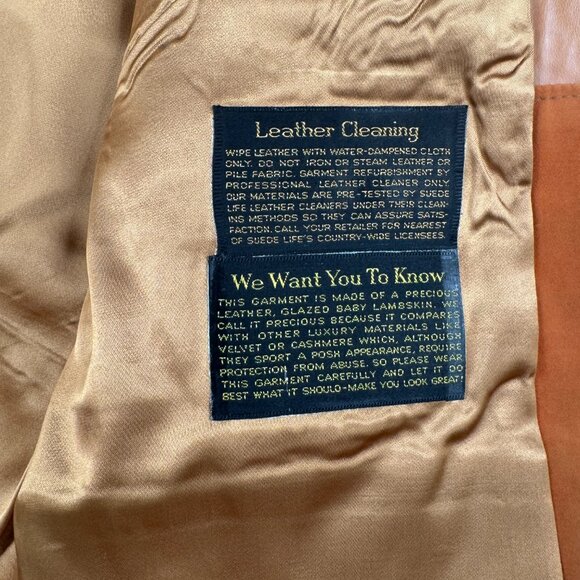 Leather Cleaning
WIPE LEATHER WITH WATER-DAMPENED CLOTH
ONLY. DO NOT IRON OR STEAM LEATHER OR
PILE FABRIC. GARMENT REFURBISHMENT BY
PROFESSIONAL LEATHER CLEANER ONLY
OUR MATERIALS ARE PRE-TESTED BY SUEDE
LIFE LEATHER CLEANERS UNDER THEIR CLEAN-
ING METHODS SO THEY CAN ASSURE SATIS-
FACTION. CALL YOUR RETAILER FOR NEAREST
OF SUEDE LIFE'S COUNTRY-WIDE LICENSEES.
We Want You To Know
THIS GARMENT IS MADE OF A PRECIOUS
LEATHER, GLAZED BABY LAMBSKIN. WE
CALL IT PRECIOUS BECAUSE IT COMPARES
WITH OTHER LUXURY MATERIALS LIKE
VELVET OR CASHMERE WHICH, ALTHOUGH
THEY SPORT A POSH APPEARANCE, REQUIRE
PROTECTION FROM ABUSE. SO PLEASE WEAR
THIS GARMENT CAREFULLY AND LET IT DO
BEST WHAT IT SHOULD-MAKE YOU LOOK GREAT!